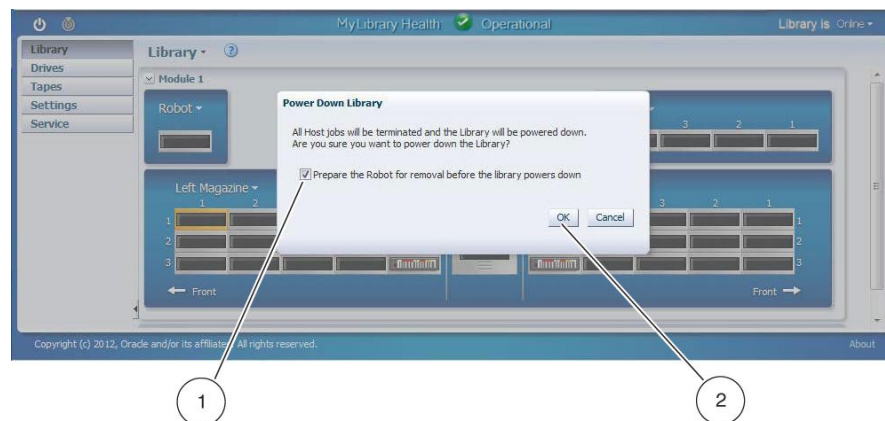 MyLibrary Health Operational
Library is Online
Library
Drives
Tapes
Settings
Service
Library
?
Module 1
Robot
3 2 1
Power Down Library
All Host jobs will be terminated and the Library will be powered down.
Are you sure you want to power down the Library?
Prepare the Robot for removal before the library powers down
OK Cancel
Left Magazine
1 2 3 2 1
1 1
2 2
3 3
Front Front
Copyright (c) 2012, Oracle and/or its affiliates. All rights reserved.
About
1 2